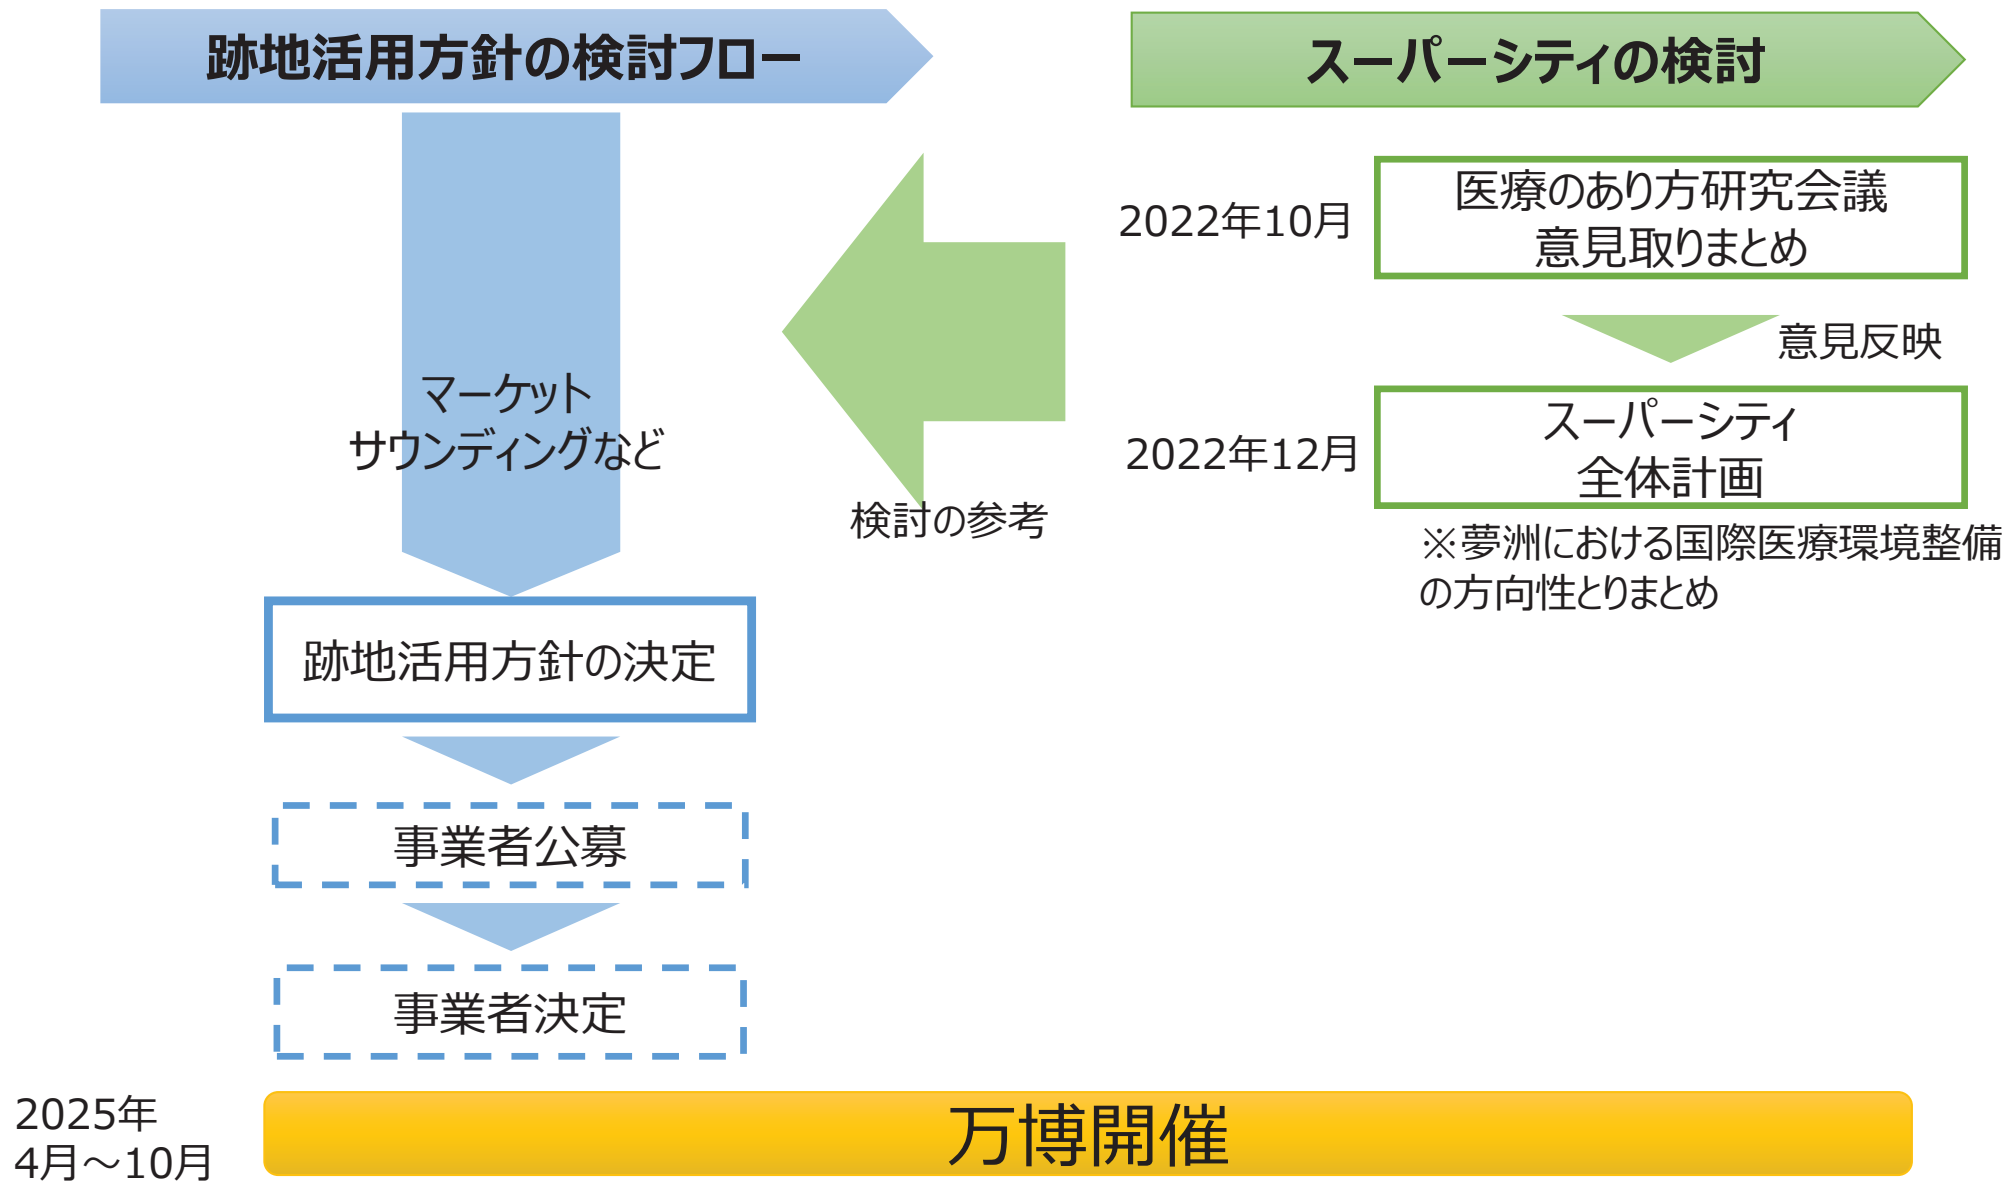 跡地活用方針の検討フロー
スーパーシティの検討
2022年10月
医療のあり方研究会議
意見取りまとめ
意見反映
2022年12月
スーパーシティ
全体計画
※夢洲における国際医療環境整備
の方向性とりまとめ
検討の参考
マーケット
サウンディングなど
跡地活用方針の決定
事業者公募
事業者決定
2025年
4月～10月
万博開催